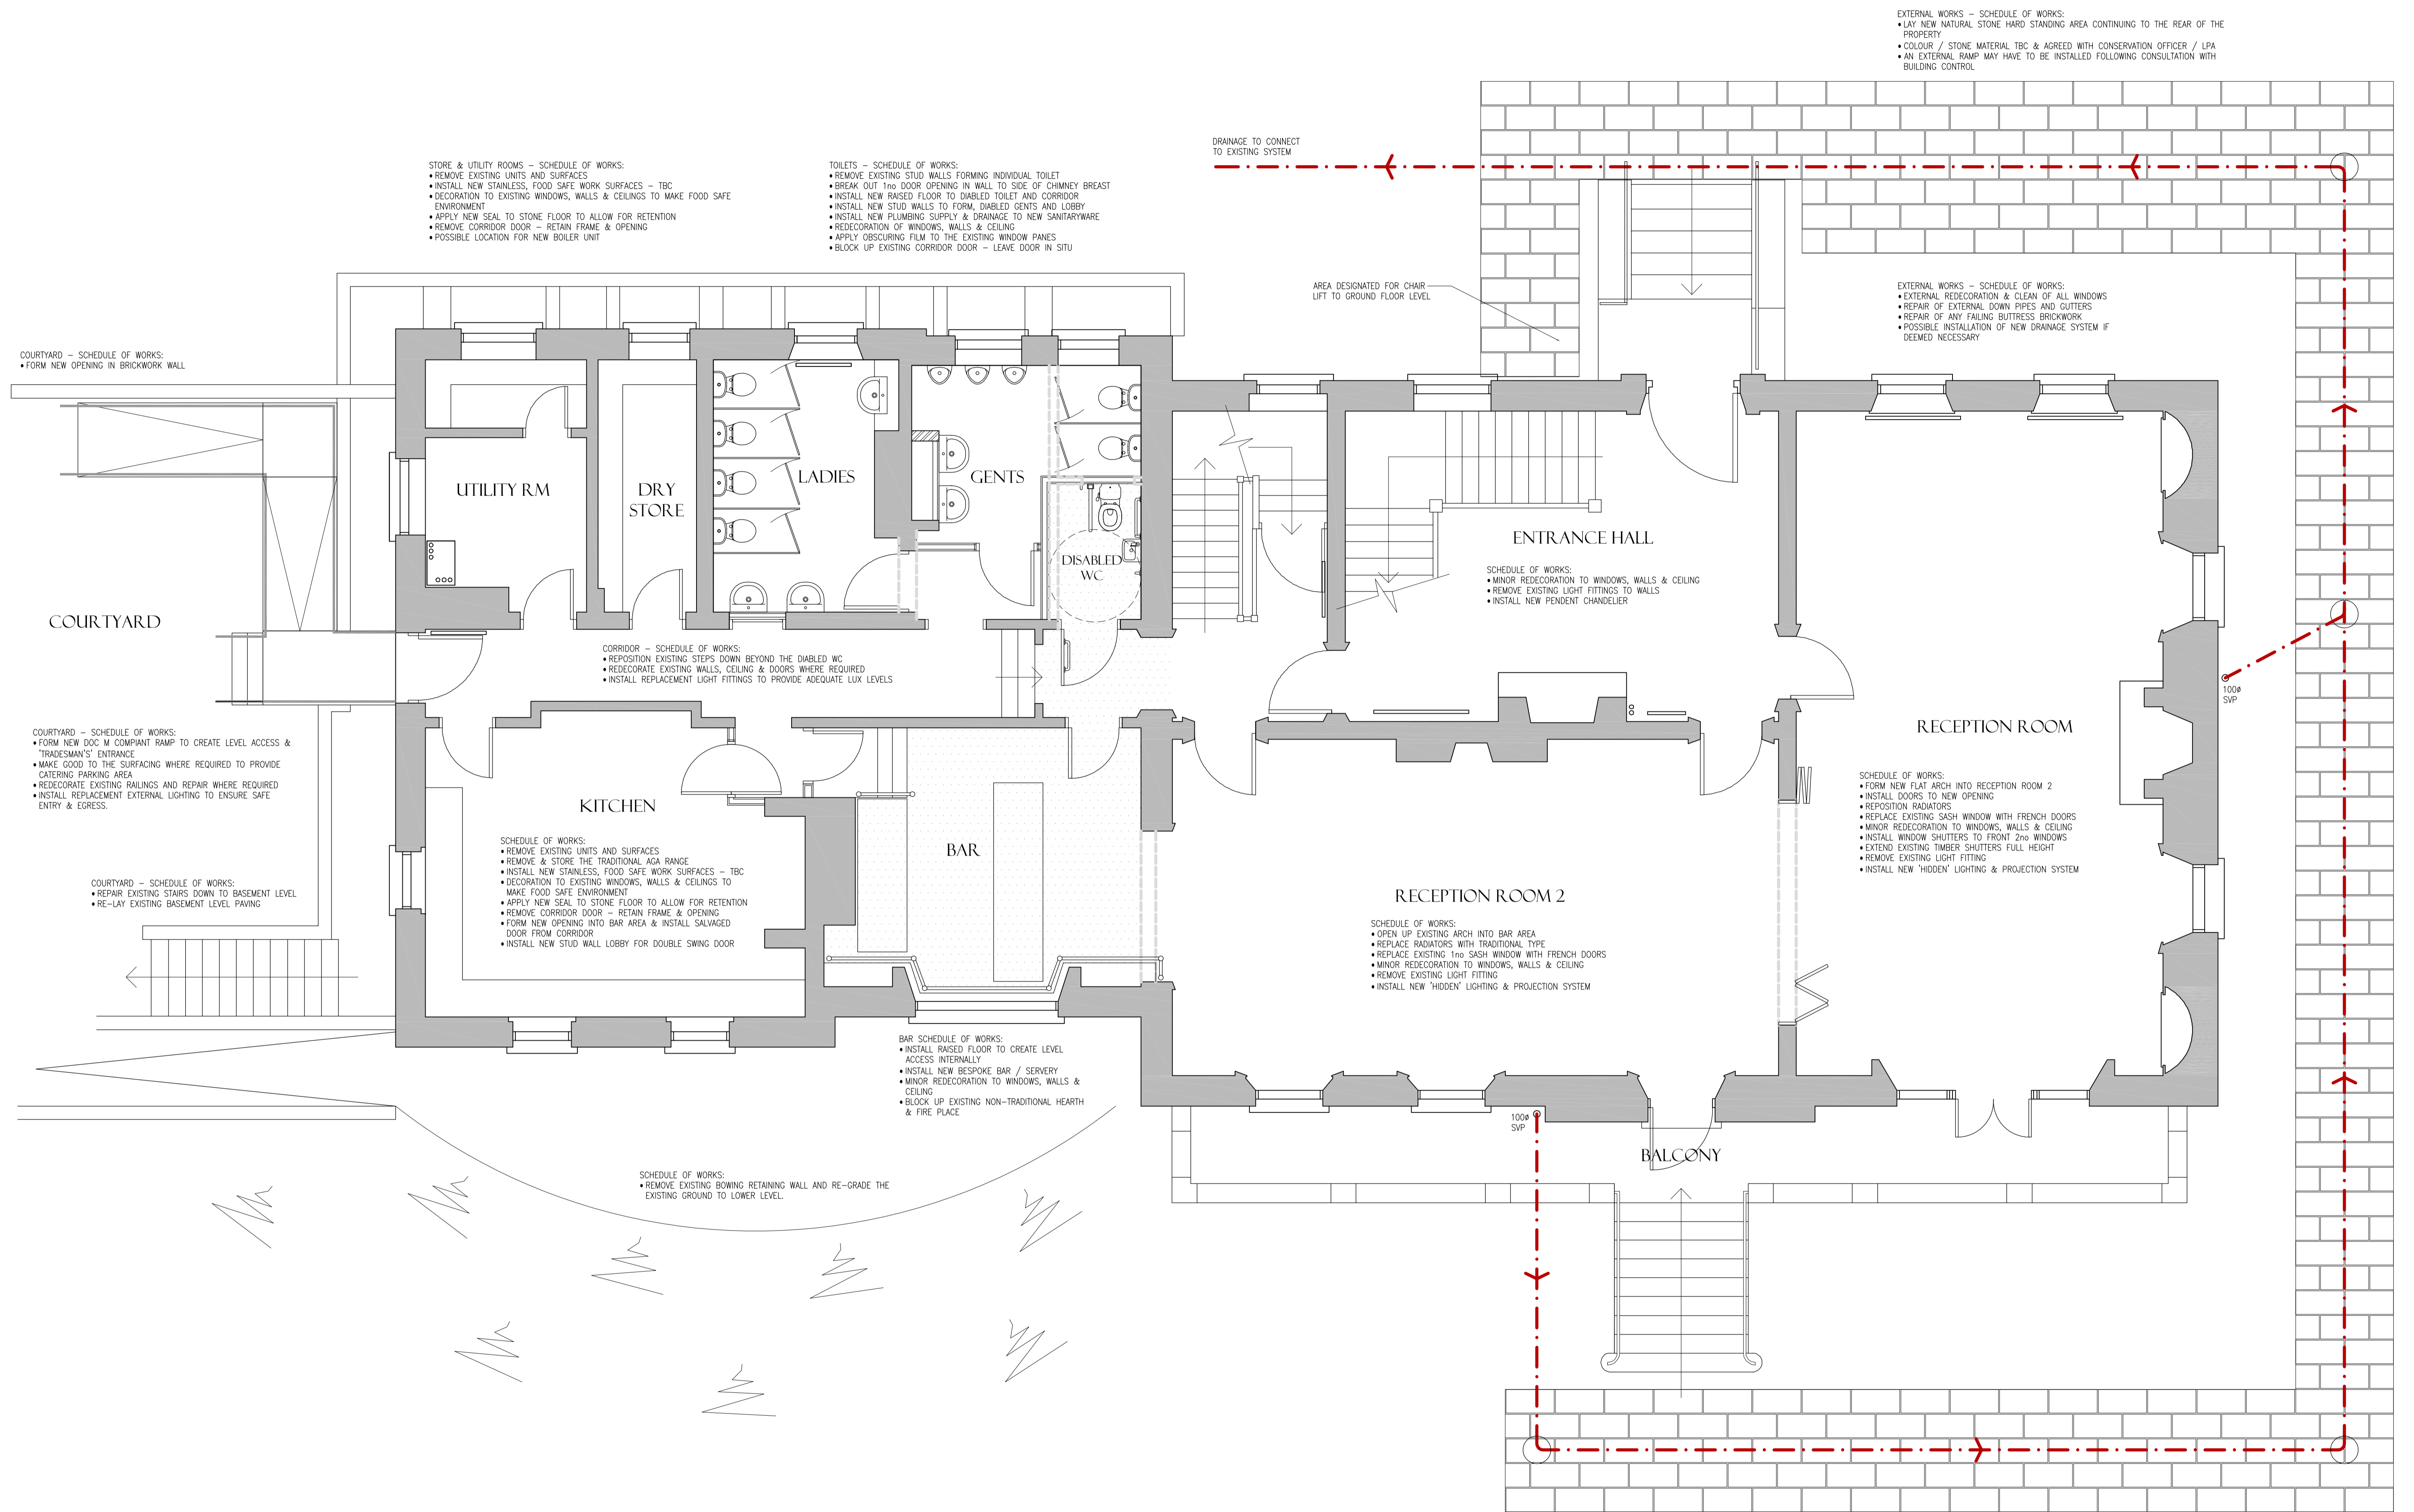 EXTERNAL WORKS – SCHEDULE OF WORKS:
• LAY NEW NATURAL STONE HARD STANDING AREA CONTINUING TO THE REAR OF THE
PROPERTY
• COLOUR / STONE MATERIAL TBC & AGREED WITH CONSERVATION OFFICER / LPA
• AN EXTERNAL RAMP MAY HAVE TO BE INSTALLED FOLLOWING CONSULTATION WITH
BUILDING CONTROL
DRAINAGE TO CONNECT
TO EXISTING SYSTEM
STORE & UTILITY ROOMS – SCHEDULE OF WORKS:
• REMOVE EXISTING UNITS AND SURFACES
• INSTALL NEW STAINLESS, FOOD SAFE WORK SURFACES – TBC
• DECORATION TO EXISTING WINDOWS, WALLS & CEILINGS TO MAKE FOOD SAFE
ENVIRONMENT
• APPLY NEW SEAL TO STONE FLOOR TO ALLOW FOR RETENTION
• REMOVE CORRIDOR DOOR – RETAIN FRAME & OPENING
• POSSIBLE LOCATION FOR NEW BOILER UNIT
TOILETS – SCHEDULE OF WORKS:
• REMOVE EXISTING STUD WALLS FORMING INDIVIDUAL TOILET
• BREAK OUT 1no DOOR OPENING IN WALL TO SIDE OF CHIMNEY BREAST
• INSTALL NEW RAISED FLOOR TO DIABLED TOILET AND CORRIDOR
• INSTALL NEW STUD WALLS TO FORM, DIABLED GENTS AND LOBBY
• INSTALL NEW PLUMBING SUPPLY & DRAINAGE TO NEW SANITARYWARE
• REDECORATION OF WINDOWS, WALLS & CEILING
• APPLY OBSCURING FILM TO THE EXISTING WINDOW PANES
• BLOCK UP EXISTING CORRIDOR DOOR – LEAVE DOOR IN SITU
AREA DESIGNATED FOR CHAIR
LIFT TO GROUND FLOOR LEVEL
EXTERNAL WORKS – SCHEDULE OF WORKS:
• EXTERNAL REDECORATION & CLEAN OF ALL WINDOWS
• REPAIR OF EXTERNAL DOWN PIPES AND GUTTERS
• REPAIR OF ANY FAILING BUTTRESS BRICKWORK
• POSSIBLE INSTALLATION OF NEW DRAINAGE SYSTEM IF
DEEMED NECESSARY
COURTYARD – SCHEDULE OF WORKS:
• FORM NEW OPENING IN BRICKWORK WALL
UTILITY RM
DRY
STORE
LADIES
GENTS
DISABLED
WC
ENTRANCE HALL
SCHEDULE OF WORKS:
• MINOR REDECORATION TO WINDOWS, WALLS & CEILING
• REMOVE EXISTING LIGHT FITTINGS TO WALLS
• INSTALL NEW PENDENT CHANDELIER
COURTYARD
CORRIDOR – SCHEDULE OF WORKS:
• REPOSITION EXISTING STEPS DOWN BEYOND THE DIABLED WC
• REDECORATE EXISTING WALLS, CEILING & DOORS WHERE REQUIRED
• INSTALL REPLACEMENT LIGHT FITTINGS TO PROVIDE ADEQUATE LUX LEVELS
100ø
SVP
COURTYARD – SCHEDULE OF WORKS:
• FORM NEW DOC M COMPIANT RAMP TO CREATE LEVEL ACCESS &
'TRADESMAN'S' ENTRANCE
• MAKE GOOD TO THE SURFACING WHERE REQUIRED TO PROVIDE
CATERING PARKING AREA
• REDECORATE EXISTING RAILINGS AND REPAIR WHERE REQUIRED
• INSTALL REPLACEMENT EXTERNAL LIGHTING TO ENSURE SAFE
ENTRY & EGRESS.
RECEPTION ROOM
SCHEDULE OF WORKS:
• FORM NEW FLAT ARCH INTO RECEPTION ROOM 2
• INSTALL DOORS TO NEW OPENING
• REPOSITION RADIATORS
• REPLACE EXISTING SASH WINDOW WITH FRENCH DOORS
• MINOR REDECORATION TO WINDOWS, WALLS & CEILING
• INSTALL WINDOW SHUTTERS TO FRONT 2no WINDOWS
• EXTEND EXISTING TIMBER SHUTTERS FULL HEIGHT
• REMOVE EXISTING LIGHT FITTING
• INSTALL NEW 'HIDDEN' LIGHTING & PROJECTION SYSTEM
KITCHEN
SCHEDULE OF WORKS:
• REMOVE EXISTING UNITS AND SURFACES
• REMOVE & STORE THE TRADITIONAL AGA RANGE
• INSTALL NEW STAINLESS, FOOD SAFE WORK SURFACES – TBC
• DECORATION TO EXISTING WINDOWS, WALLS & CEILINGS TO
MAKE FOOD SAFE ENVIRONMENT
• APPLY NEW SEAL TO STONE FLOOR TO ALLOW FOR RETENTION
• REMOVE CORRIDOR DOOR – RETAIN FRAME & OPENING
• FORM NEW OPENING INTO BAR AREA & INSTALL SALVAGED
DOOR FROM CORRIDOR
• INSTALL NEW STUD WALL LOBBY FOR DOUBLE SWING DOOR
BAR
COURTYARD – SCHEDULE OF WORKS:
• REPAIR EXISTING STAIRS DOWN TO BASEMENT LEVEL
• RE-LAY EXISTING BASEMENT LEVEL PAVING
RECEPTION ROOM 2
SCHEDULE OF WORKS:
• OPEN UP EXISTING ARCH INTO BAR AREA
• REPLACE RADIATORS WITH TRADITIONAL TYPE
• REPLACE EXISTING 1no SASH WINDOW WITH FRENCH DOORS
• MINOR REDECORATION TO WINDOWS, WALLS & CEILING
• REMOVE EXISTING LIGHT FITTING
• INSTALL NEW 'HIDDEN' LIGHTING & PROJECTION SYSTEM
BAR SCHEDULE OF WORKS:
• INSTALL RAISED FLOOR TO CREATE LEVEL
ACCESS INTERNALLY
• INSTALL NEW BESPOKE BAR / SERVERY
• MINOR REDECORATION TO WINDOWS, WALLS &
CEILING
• BLOCK UP EXISTING NON-TRADITIONAL HEARTH
& FIRE PLACE
100ø
SVP
BALCONY
SCHEDULE OF WORKS:
• REMOVE EXISTING BOWING RETAINING WALL AND RE-GRADE THE
EXISTING GROUND TO LOWER LEVEL.